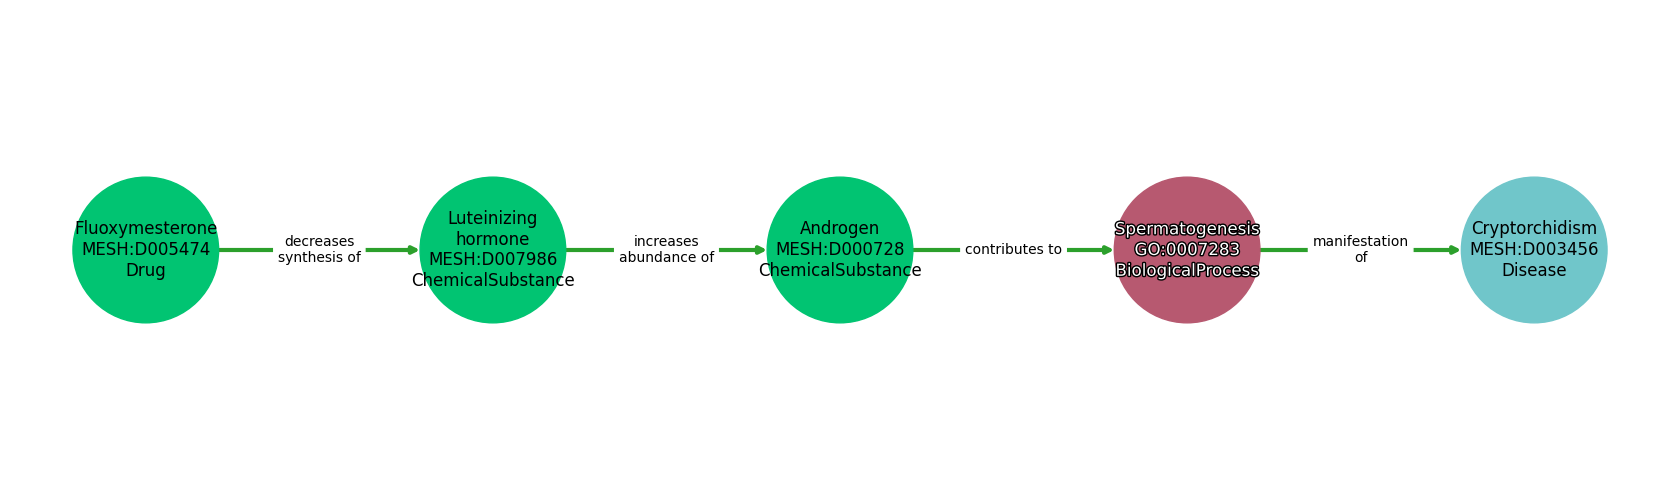 Fluoxymesterone
MESH:D005474
Drug
decreases
synthesis of
Luteinizing
hormone
MESH:D007986
ChemicalSubstance
increases
abundance of
Androgen
MESH:D000728
ChemicalSubstance
contributes to
Spermatogenesis
GO:0007283
BiologicalProcess
manifestation
of
Cryptorchidism
MESH:D003456
Disease